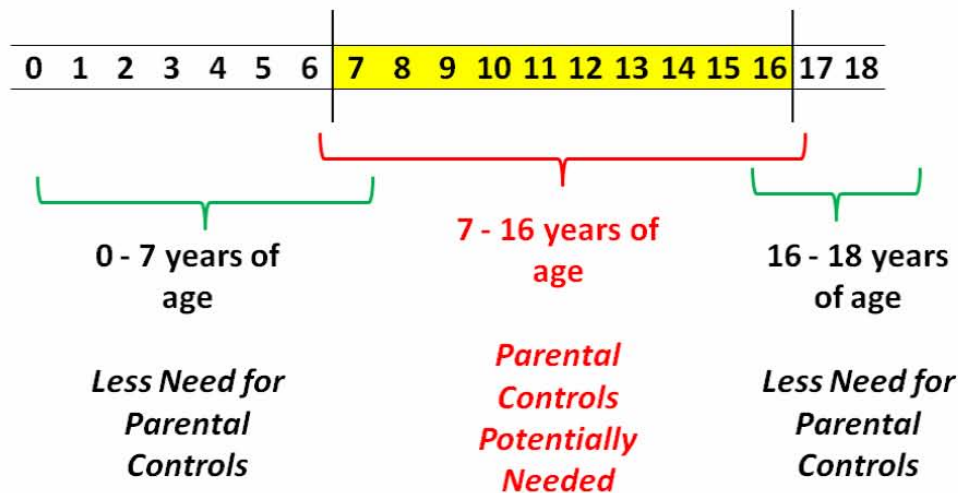 0 1 2 3 4 5 6 7 8 9 10 11 12 13 14 15 16 17 18
0 - 7 years of
age
Less Need for
Parental
Controls
7 - 16 years of
age
Parental
Controls
Potentially
Needed
16 - 18 years
of age
Less Need for
Parental
Controls